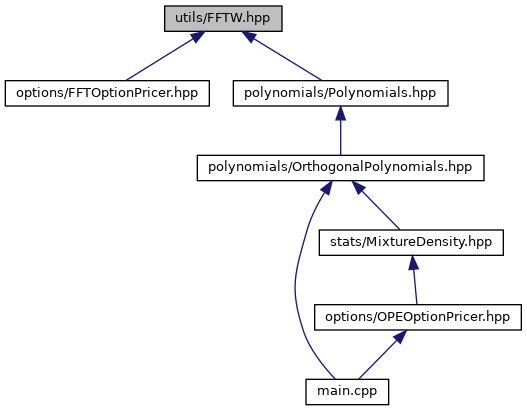 utils/FFTW.hpp
options/FFTOptionPricer.hpp
polynomials/Polynomials.hpp
polynomials/OrthogonalPolynomials.hpp
stats/MixtureDensity.hpp
options/OPEOptionPricer.hpp
main.cpp